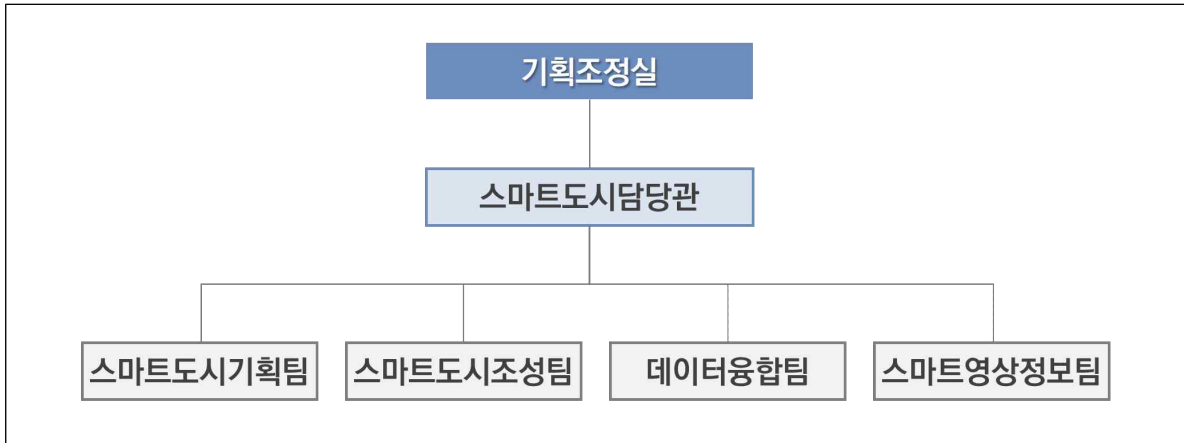 기획조정실
스마트도시담당관
스마트도시기획팀
스마트도시조성팀
데이터융합팀
스마트영상정보팀